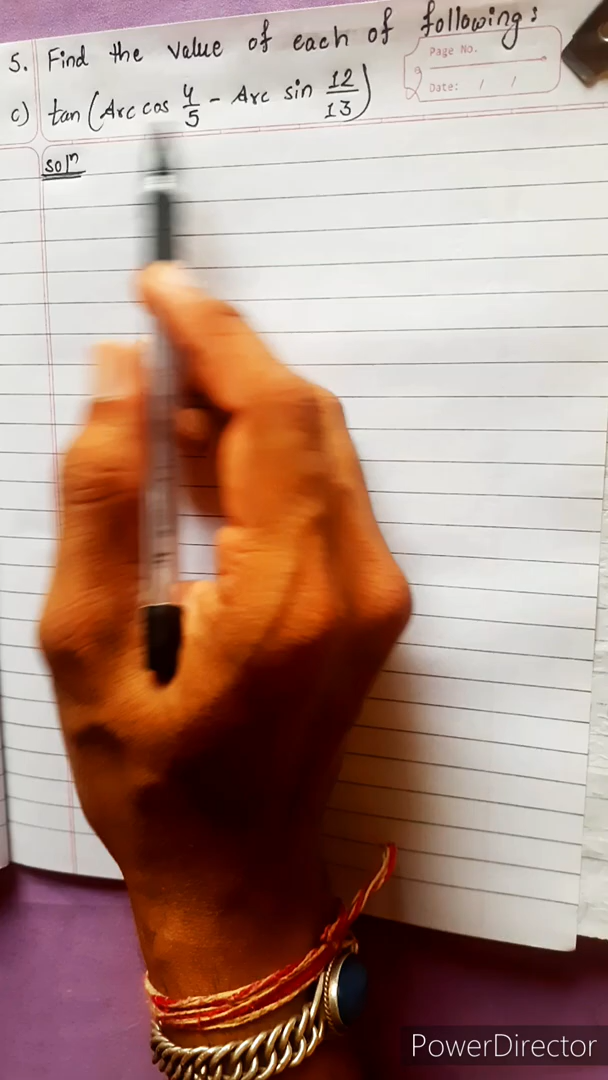 5. Find the value of each of following:
Page No.
Date: / /
c) tan (Arc cos 4/5 - Arc sin 12/13)
solⁿ
PowerDirector